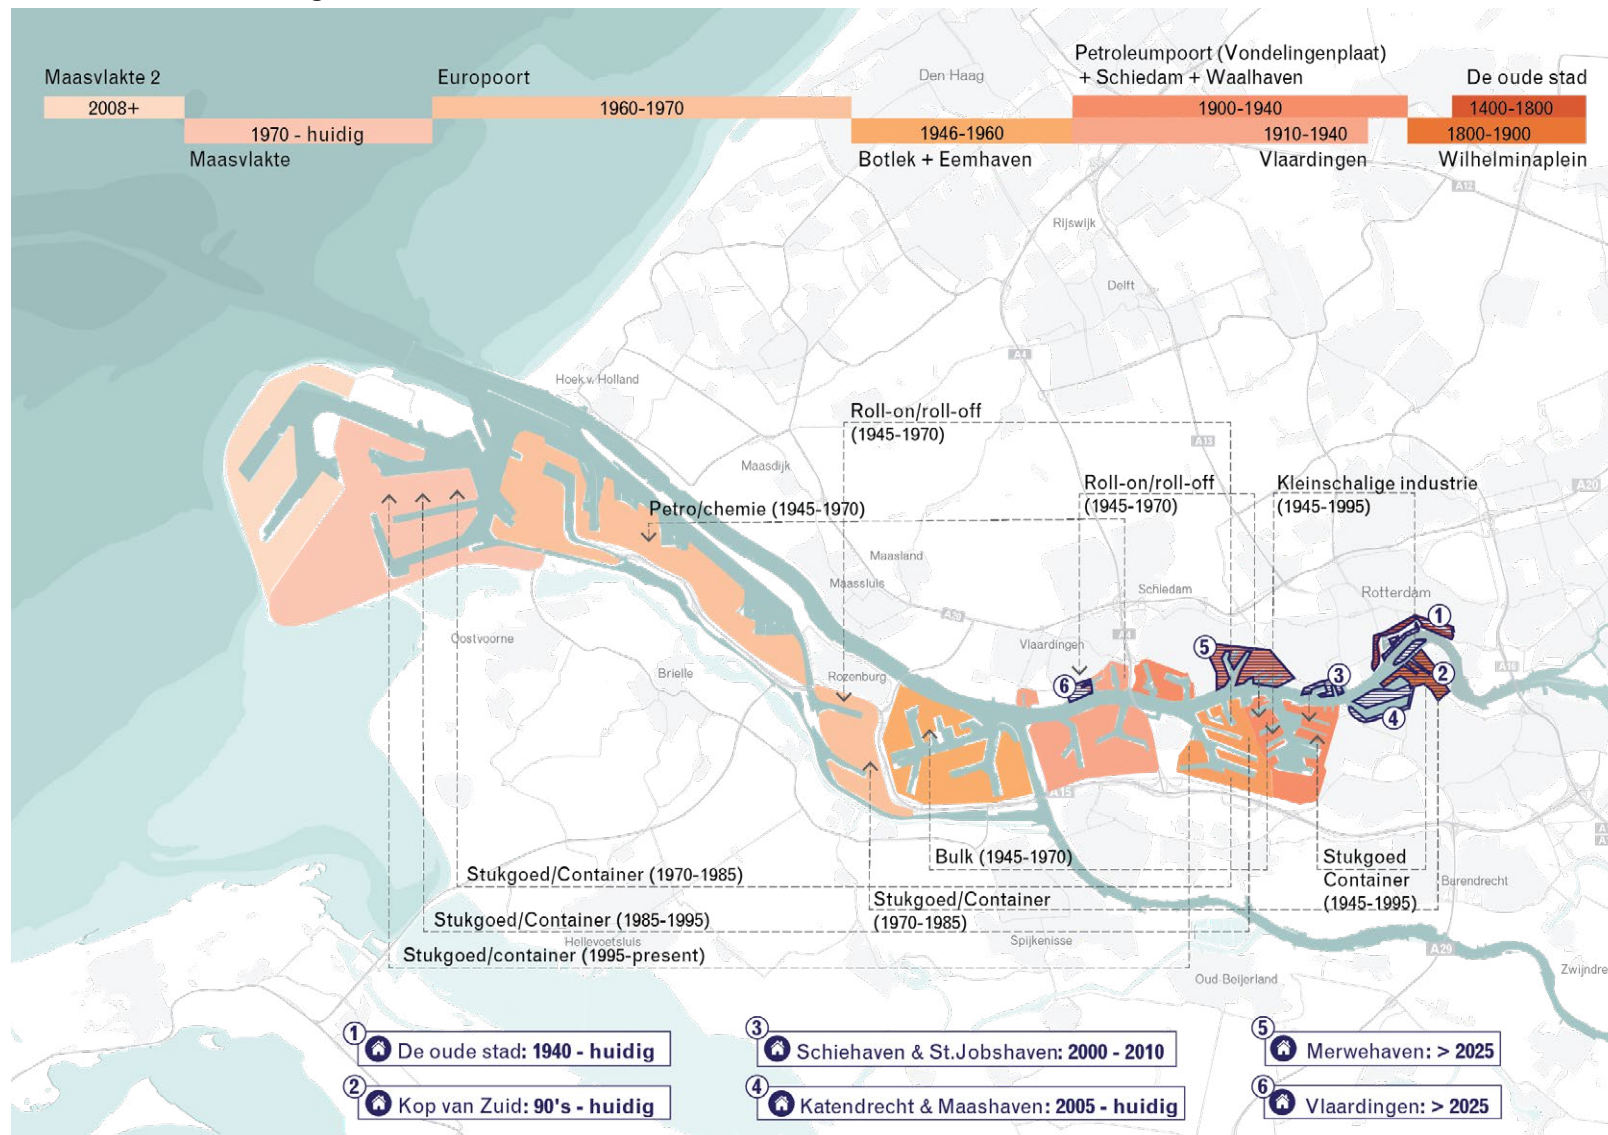 Maasvlakte 2
Europoort
Den Haag
Petroleumpoort (Vondelingenplaat)
+ Schiedam + Waalhaven
De oude stad
2008+
1960-1970
1900-1940
1400-1800
1970 - huidig
1946-1960
1910-1940
1800-1900
Maasvlakte
Botlek + Eemhaven
Vlaardingen
Wilhelminaplein
A12
Rijswijk
Delft
A4
Hoek v. Holland
Roll-on/roll-off
(1945-1970)
A13
Maasdijk
Roll-on/roll-off
(1945-1970)
Kleinschalige industrie
(1945-1995)
A20
Petro/chemie (1945-1970)
Maasland
Maassluis
Schiedam
Rotterdam
A20
1
Oostvoorne
Vlaardingen
A4
5
A16
Brielle
Rozenburg
6
3
2
4
A15
Bulk (1945-1970)
Stukgoed
Container
(1945-1995)
Stukgoed/Container (1970-1985)
Barendrecht
Stukgoed/Container
(1970-1985)
Stukgoed/Container (1985-1995)
Hellevoetsluis
Spijkenisse
Stukgoed/container (1995-present)
A29
Oud-Beijerland
Zwijndre
1
De oude stad: 1940 - huidig
3
Schiehaven & St.Jobshaven: 2000 - 2010
5
Merwehaven: > 2025
2
Kop van Zuid: 90's - huidig
4
Katendrecht & Maashaven: 2005 - huidig
6
Vlaardingen: > 2025